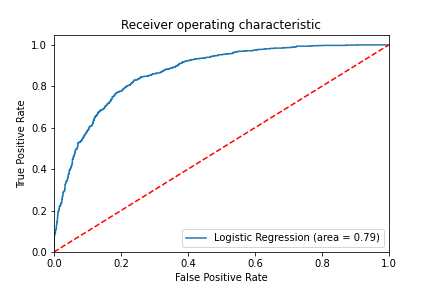 Receiver operating characteristic
True Positive Rate
1.0
0.8
0.6
0.4
0.2
0.0
Logistic Regression (area = 0.79)
0.0 0.2 0.4 0.6 0.8 1.0
False Positive Rate